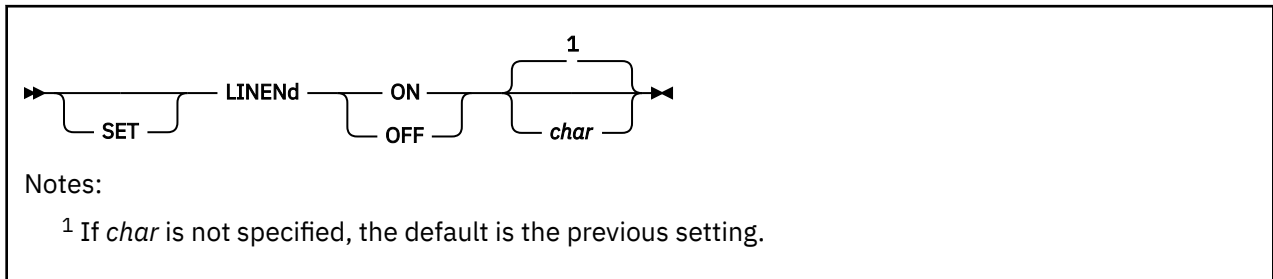 1
LINENd ON
SET OFF char
Notes:
1 If char is not specified, the default is the previous setting.